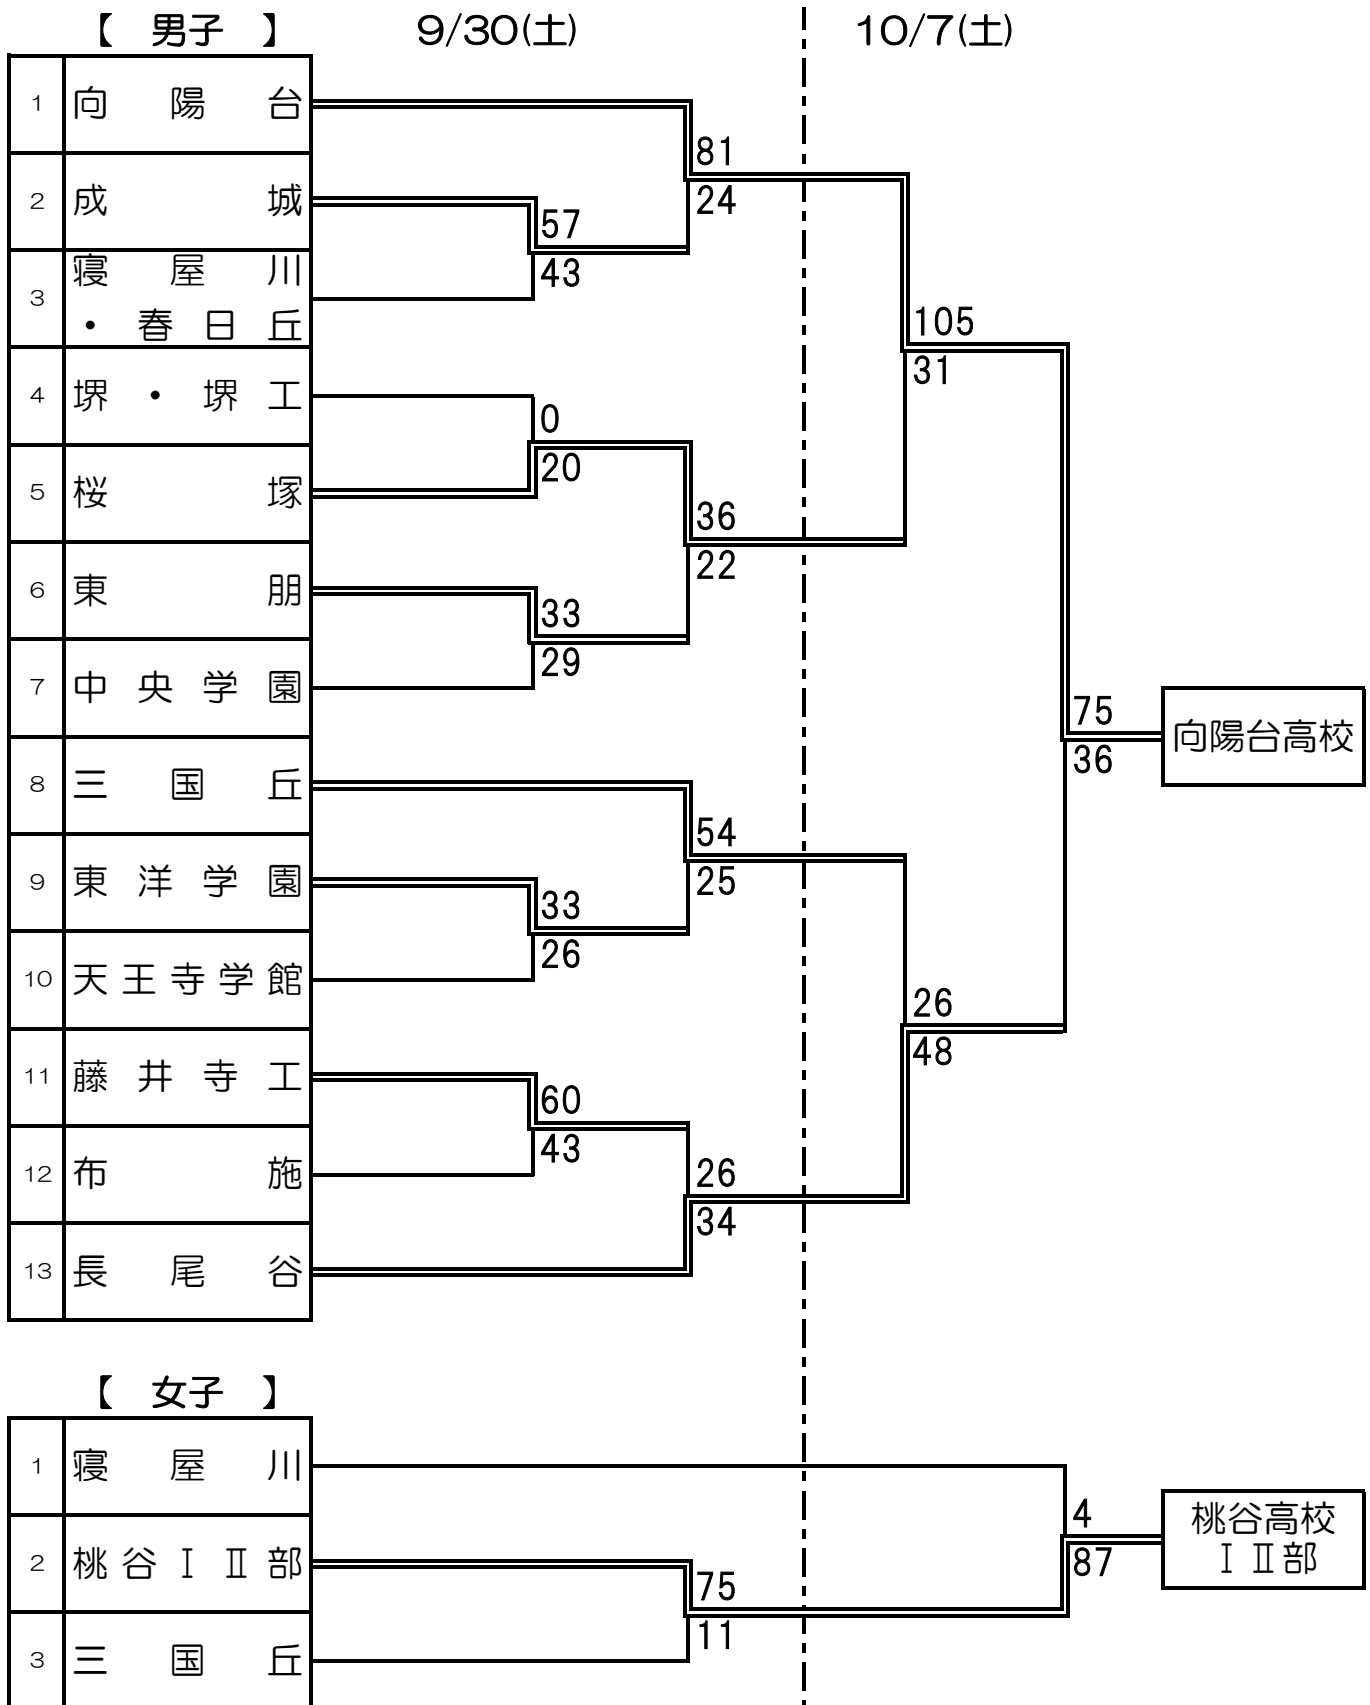 【 男子 】 9/30(土) 10/7(土)
1 向陽台
81
2 成城 24
57
3 寝屋川
・春日丘
43
105
31
4 堺・堺工
0
20
5 桜塚
36
22
6 東朋
33
29
7 中央学園
75
向陽台高校
36
8 三国丘
54
25
9 東洋学園
33
26
10 天王寺学館
26
48
11 藤井寺工
60
43
12 布施
26
34
13 長尾谷
【 女子 】
1 寝屋川
4
87
桃谷高校
ⅠⅡ部
2 桃谷ⅠⅡ部
75
11
3 三国丘